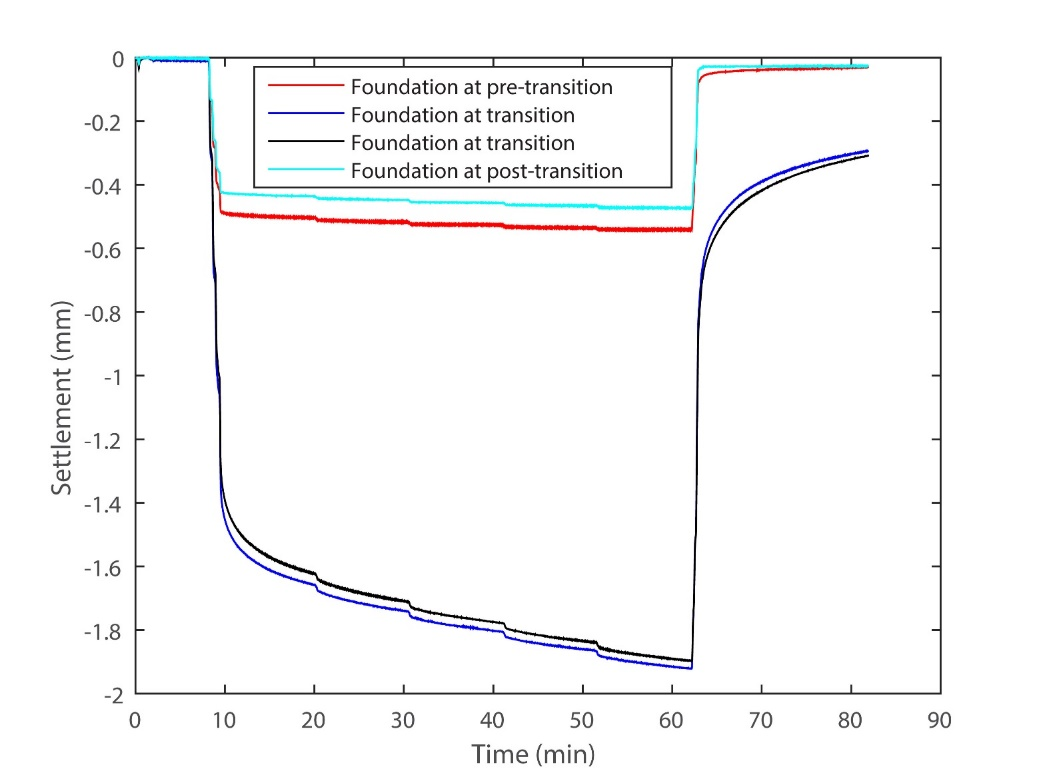 0
-0.2
-0.4
-0.6
-0.8
-1
-1.2
-1.4
-1.6
-1.8
-2
Settlement (mm)
Foundation at pre-transition
Foundation at transition
Foundation at transition
Foundation at post-transition
0 10 20 30 40 50 60 70 80 90
Time (min)